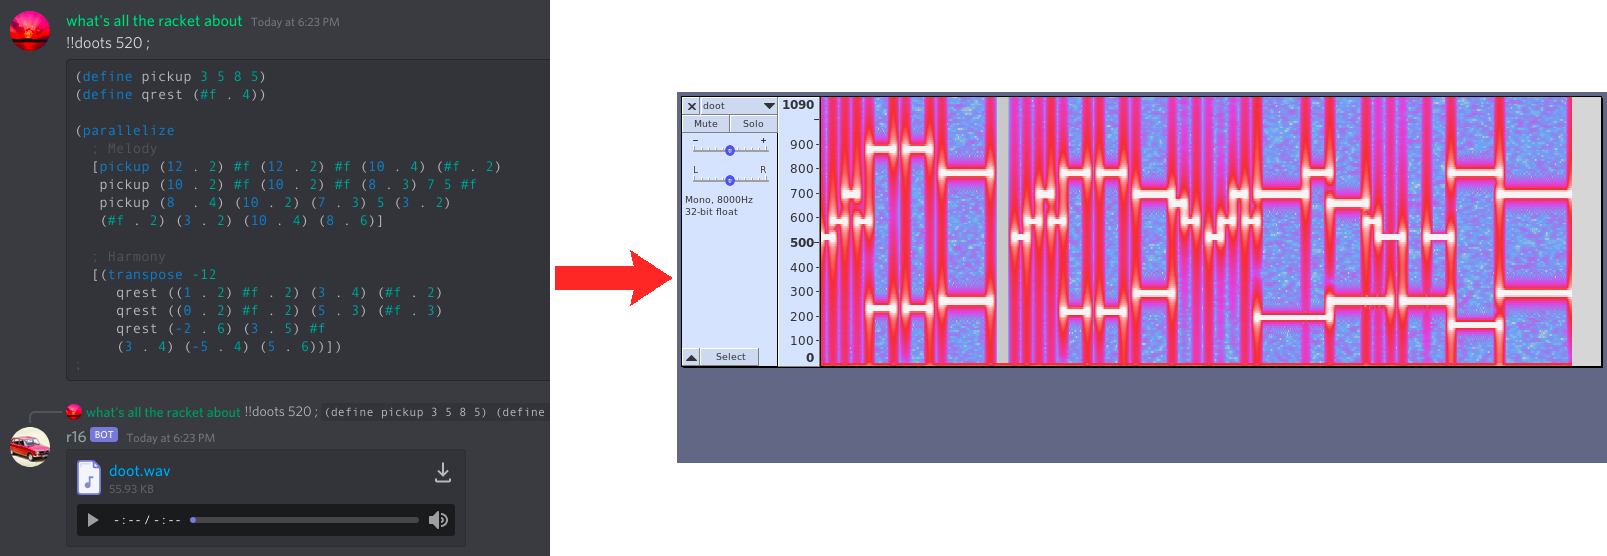 what's all the racket about Today at 6:23 PM
!!doots 520 ;
(define pickup 3 5 8 5)
(define qrest (#f . 4))
(parallelize
; Melody
[pickup (12 . 2) #f (12 . 2) #f (10 . 4) (#f . 2)
pickup (10 . 2) #f (10 . 2) #f (8 . 3) 7 5 #f
pickup (8 . 4) (10 . 2) (7 . 3) 5 (3 . 2)
(#f . 2) (3 . 2) (10 . 4) (8 . 6)]
; Harmony
[(transpose -12
qrest ((1 . 2) #f . 2) (3 . 4) (#f . 2)
qrest ((0 . 2) #f . 2) (5 . 3) (#f . 3)
qrest (-2 . 6) (3 . 5) #f
(3 . 4) (-5 . 4) (5 . 6))])
;
what's all the racket about !!doots 520 ; (define pickup 3 5 8 5) (define
r16 BOT Today at 6:23 PM
doot.wav
55.93 KB
-:-- / -:--
doot
Mute Solo
- +
L R
Mono, 8000Hz
32-bit float
Select
1090
900
800
700
600
500
400
300
200
100
0